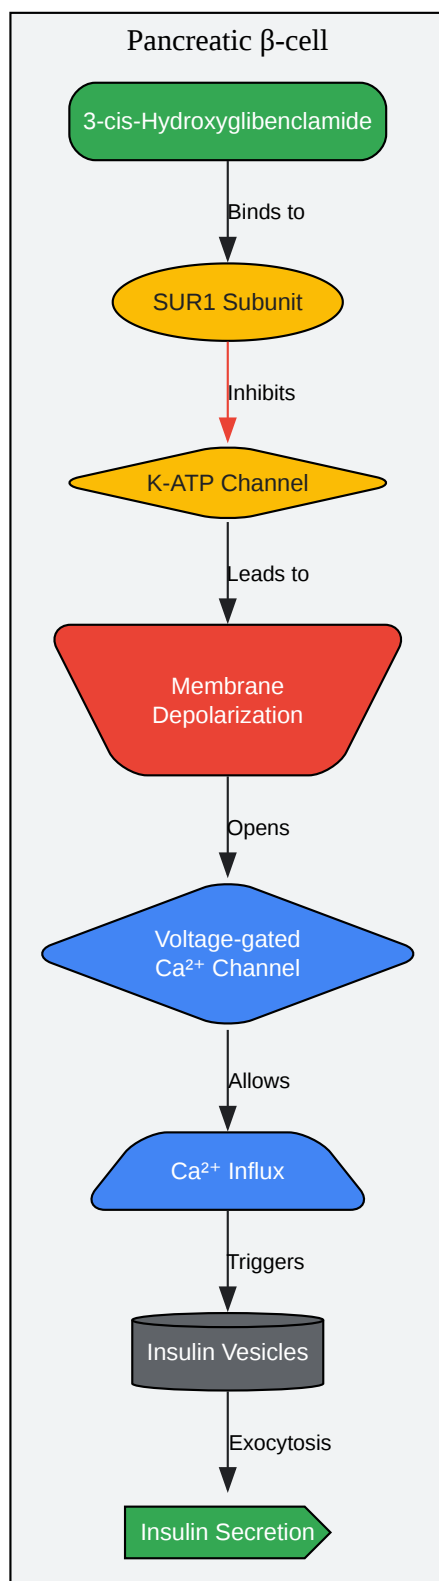 Pancreatic β-cell
3-cis-Hydroxyglibenclamide
Binds to
SUR1 Subunit
Inhibits
K-ATP Channel
Leads to
Membrane
Depolarization
Opens
Voltage-gated
Ca²⁺ Channel
Allows
Ca²⁺ Influx
Triggers
Insulin Vesicles
Exocytosis
Insulin Secretion